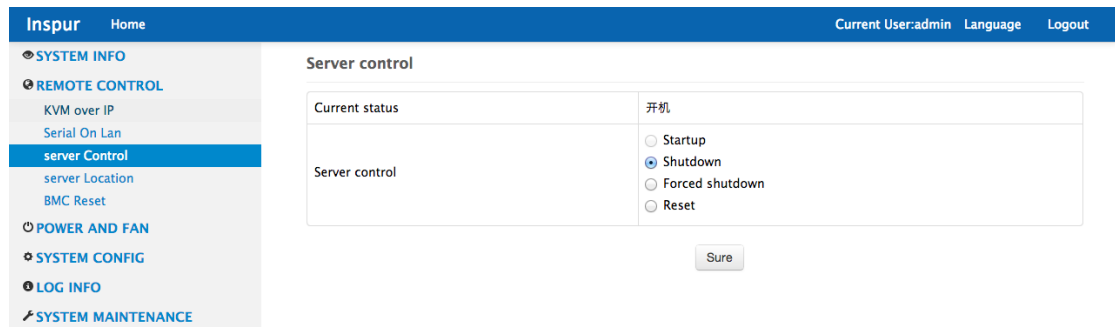 Inspur Home Current User:admin Language Logout
SYSTEM INFO
REMOTE CONTROL
KVM over IP
Serial On Lan
server Control
server Location
BMC Reset
POWER AND FAN
SYSTEM CONFIG
LOG INFO
SYSTEM MAINTENANCE
Server control
Current status 开机
Server control
Startup
Shutdown
Forced shutdown
Reset
Sure